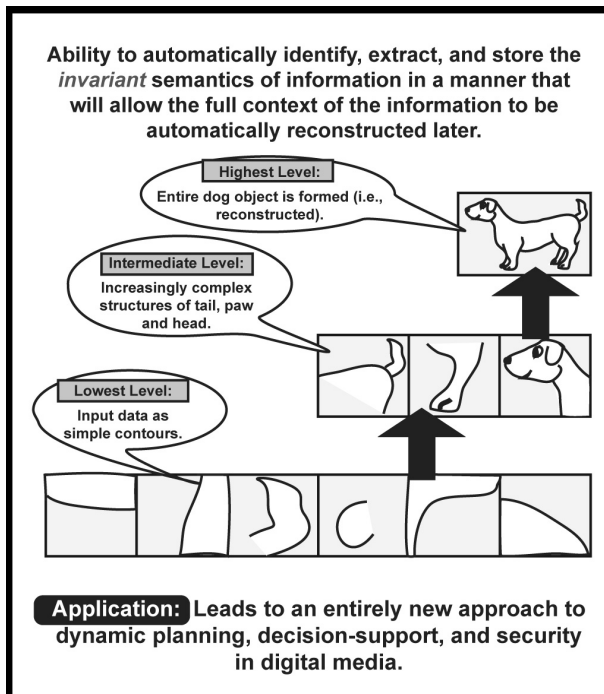 Ability to automatically identify, extract, and store the
invariant semantics of information in a manner that
will allow the full context of the information to be
automatically reconstructed later.
Highest Level:
Entire dog object is formed (i.e.,
reconstructed).
Intermediate Level:
Increasingly complex
structures of tail, paw
and head.
Lowest Level:
Input data as
simple contours.
Application: Leads to an entirely new approach to
dynamic planning, decision-support, and security
in digital media.